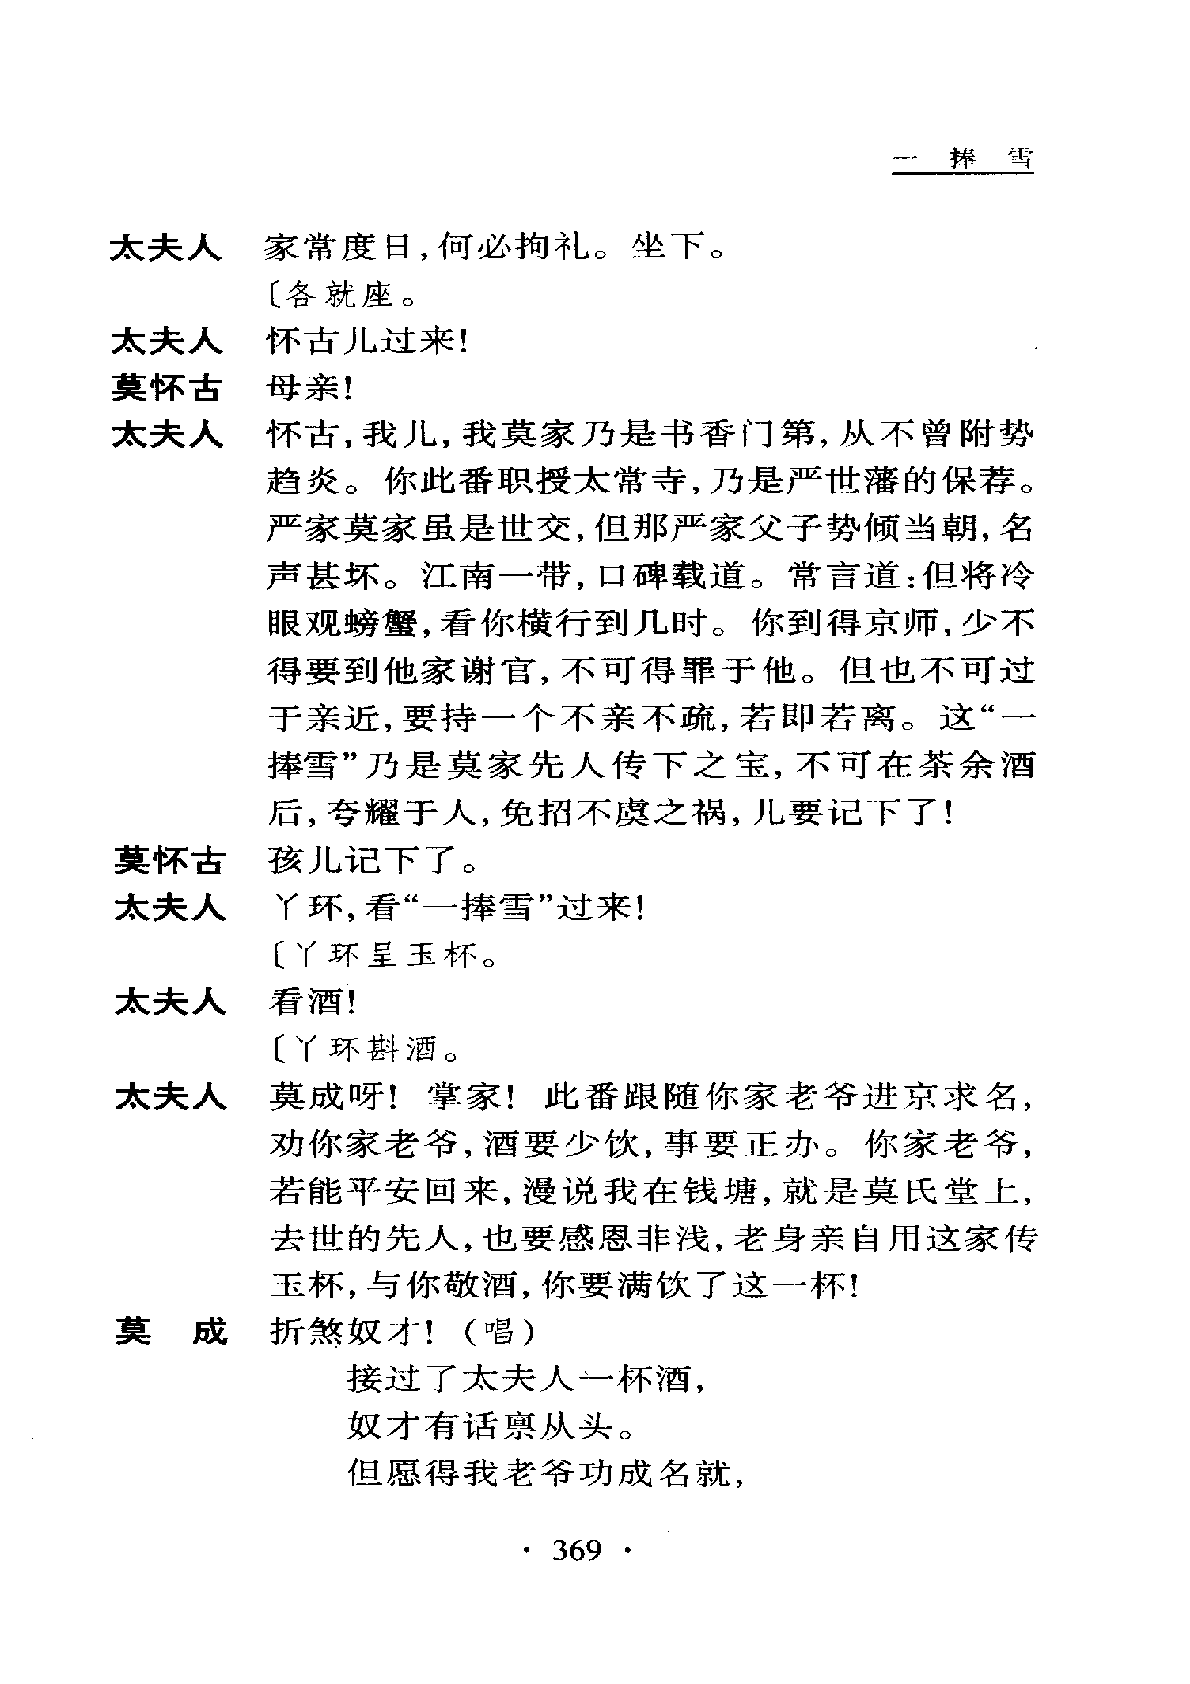 一捧雪
太夫人 家常度日,何必拘礼。坐下。
〔各就座。
太夫人 怀古儿过来!
莫怀古 母亲!
太夫人 怀古,我儿,我莫家乃是书香门第,从不曾附势
趋炎。你此番职授太常寺,乃是严世藩的保荐。
严家莫家虽是世交,但那严家父子势倾当朝,名
声甚坏。江南一带,口碑载道。常言道:但将冷
眼观螃蟹,看你横行到几时。你到得京师,少不
得要到他家谢官,不可得罪于他。但也不可过
于亲近,要持一个不亲不疏,若即若离。这“一
捧雪”乃是莫家先人传下之宝,不可在茶余酒
后,夸耀于人,免招不虞之祸,儿要记下了!
莫怀古 孩儿记下了。
太夫人 丫环,看“一捧雪”过来!
〔丫环呈玉杯。
太夫人 看酒!
〔丫环斟酒。
太夫人 莫成呀!掌家!此番跟随你家老爷进京求名,
劝你家老爷,酒要少饮,事要正办。你家老爷,
若能平安回来,漫说我在钱塘,就是莫氏堂上,
去世的先人,也要感恩非浅,老身亲自用这家传
玉杯,与你敬酒,你要满饮了这一杯!
莫成 折煞奴才!(唱)
接过了太夫人一杯酒,
奴才有话禀从头。
但愿得我老爷功成名就,
· 369 ·